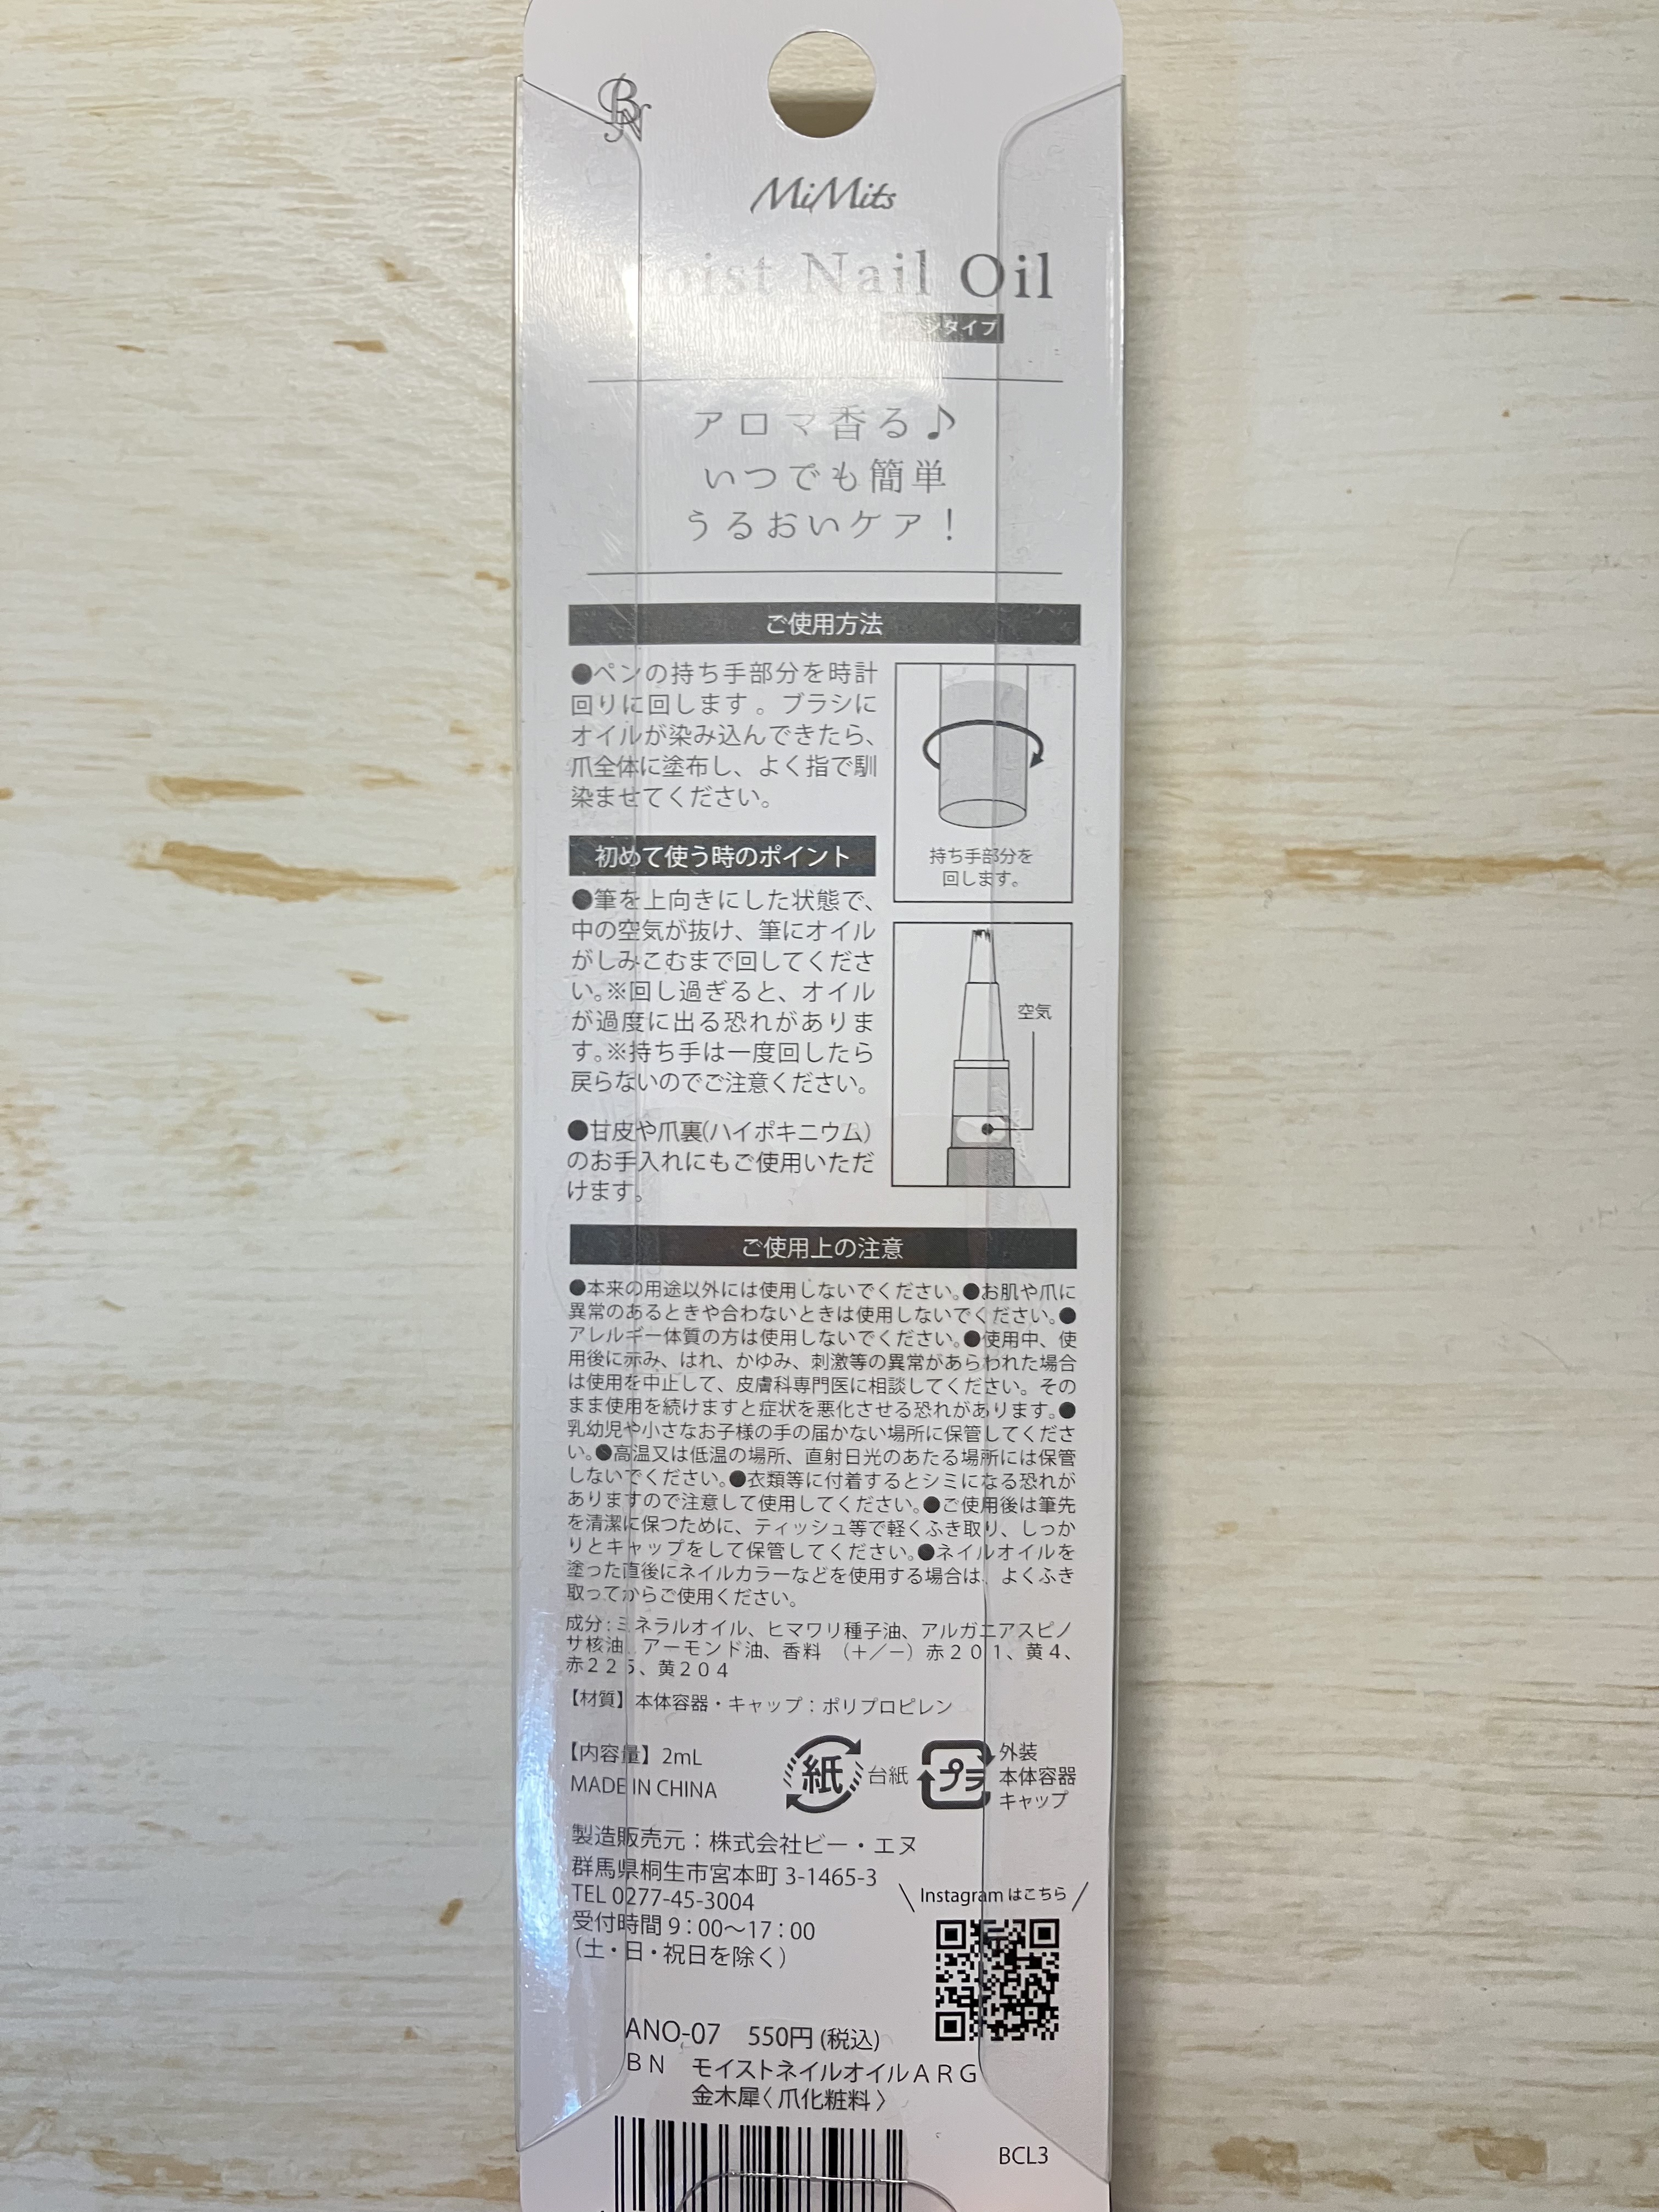 BN
MiMits
Moist Nail Oil
タイプ
アロマ香る♪
いつでも簡単
うるおいケア！
ご使用方法
●ペンの持ち手部分を時計
回りに回します。ブラシに
オイルが染み込んできたら、
爪全体に塗布し、よく指で馴
染ませてください。
持ち手部分を
回します。
初めて使う時のポイント
●筆を上向きにした状態で、
中の空気が抜け、筆にオイル
がしみこむまで回してくださ
い。※回し過ぎると、オイル
が過度に出る恐れがありま
す。※持ち手は一度回したら
戻らないのでご注意ください。
空気
●甘皮や爪裏(ハイポキニウム)
のお手入れにもご使用いただ
けます。
ご使用上の注意
●本来の用途以外には使用しないでください。●お肌や爪に
異常のあるときや合わないときは使用しないでください。●
アレルギー体質の方は使用しないでください。●使用中、使
用後に赤み、はれ、かゆみ、刺激等の異常があらわれた場合
は使用を中止して、皮膚科専門医に相談してください。その
まま使用を続けますと症状を悪化させる恐れがあります。●
乳幼児や小さなお子様の手の届かない場所に保管してくださ
い。●高温又は低温の場所、直射日光のあたる場所には保管
しないでください。●衣類等に付着するとシミになる恐れが
ありますので注意して使用してください。●ご使用後は筆先
を清潔に保つために、ティッシュ等で軽くふき取り、しっか
りとキャップをして保管してください。●ネイルオイルを
塗った直後にネイルカラーなどを使用する場合は、よくふき
取ってからご使用ください。
成分：ミネラルオイル、ヒマワリ種子油、アルガニアスピノ
サ核油、アーモンド油、香料 （＋／－）赤２０１、黄４、
赤２２５、黄２０４
【材質】本体容器・キャップ：ポリプロピレン
【内容量】2mL
MADE IN CHINA
紙 台紙
プラ 外装
本体容器
キャップ
製造販売元：株式会社ビー・エヌ
群馬県桐生市宮本町 3-1465-3
TEL 0277-45-3004
受付時間 9：00〜17：00
（土・日・祝日を除く）
\ Instagram はこちら /
ANO-07 550円 (税込)
ＢＮ モイストネイルオイルＡＲＧ
金木犀〈爪化粧料〉
BCL3